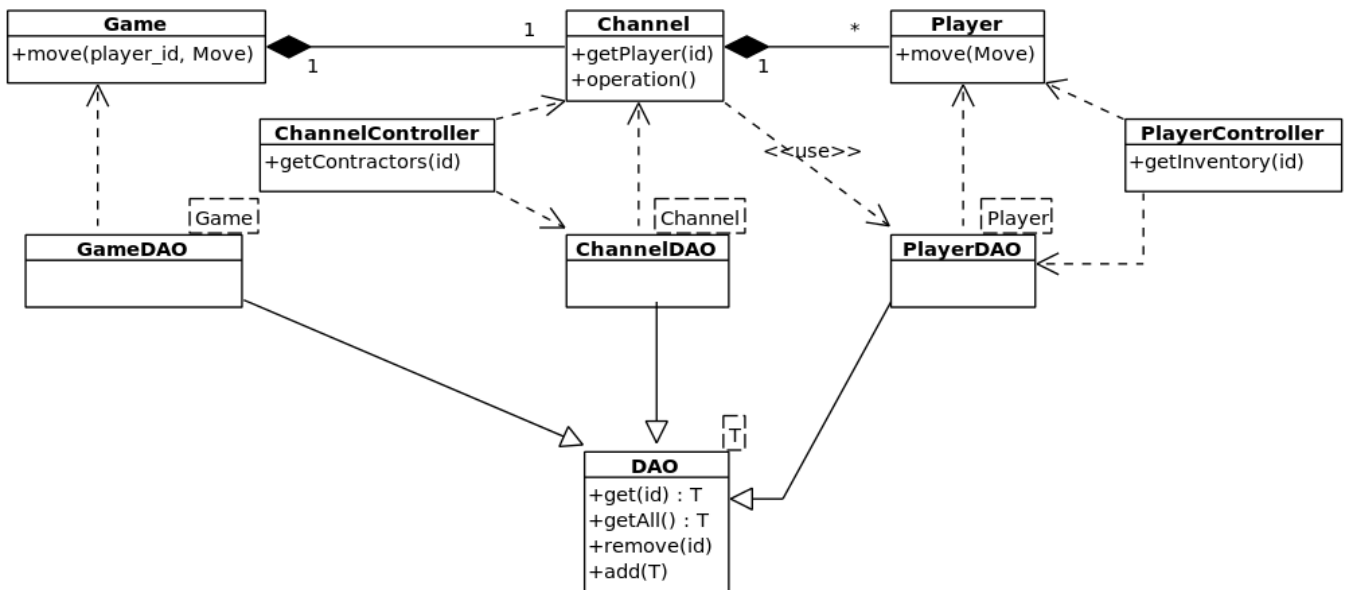 Game
+move(player_id, Move)
1
1
Channel
+getPlayer(id)
+operation()
1
*
Player
+move(Move)
ChannelController
+getContractors(id)
<<use>>
PlayerController
+getInventory(id)
Game
GameDAO
Channel
ChannelDAO
Player
PlayerDAO
T
DAO
+get(id) : T
+getAll() : T
+remove(id)
+add(T)